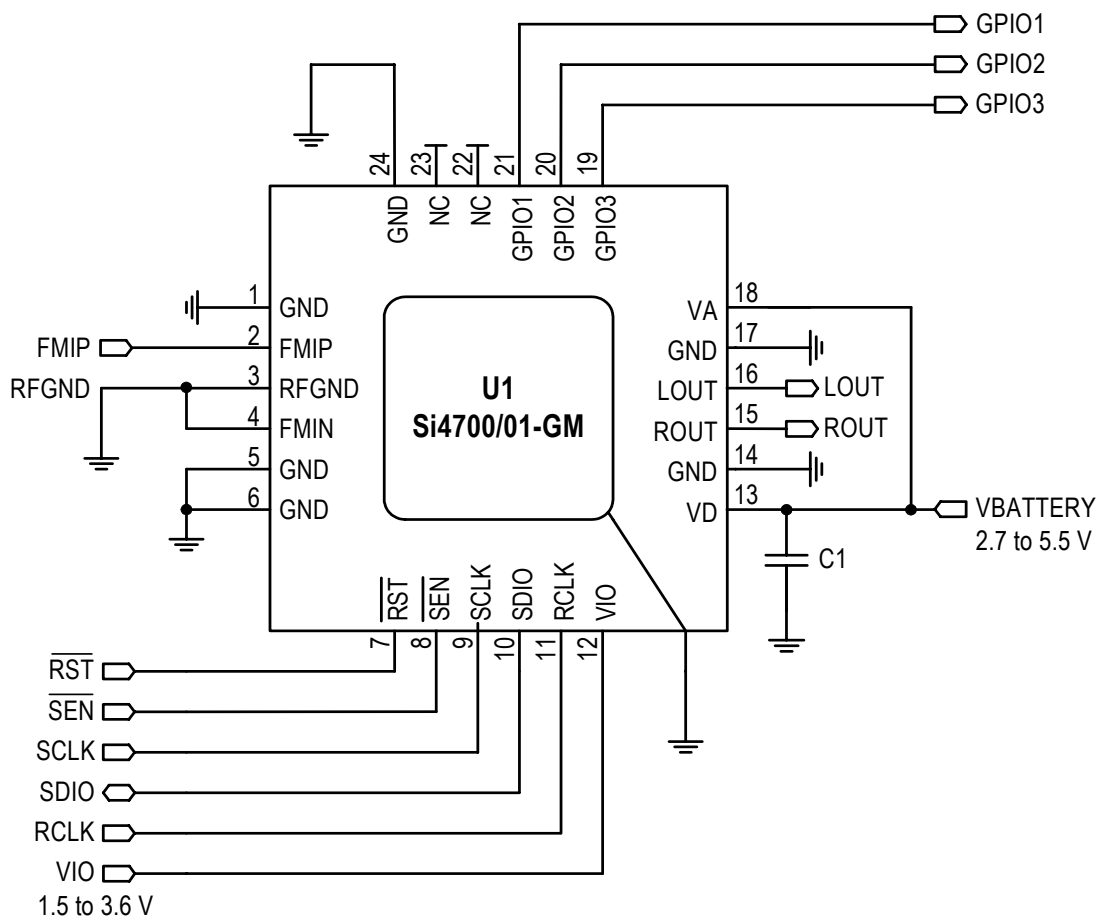 GPIO1
GPIO2
GPIO3
24
23
22
21
20
19
GND
NC
NC
GPIO1
GPIO2
GPIO3
1
GND
FMIP
2
FMIP
RFGND
3
RFGND
4
FMIN
5
GND
6
GND
U1
Si4700/01-GM
VA
18
GND
17
LOUT
16
LOUT
ROUT
15
ROUT
GND
14
VD
13
VBATTERY
2.7 to 5.5 V
C1
RST
SEN
SCLK
SDIO
RCLK
VIO
7
8
9
10
11
12
RST
SEN
SCLK
SDIO
RCLK
VIO
1.5 to 3.6 V